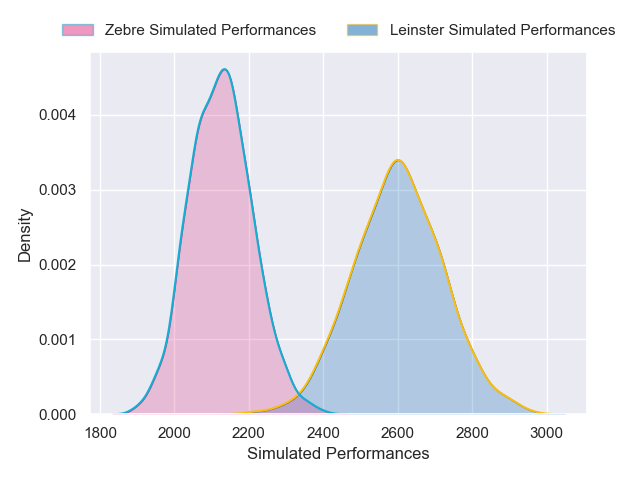 Zebre Simulated Performances
Leinster Simulated Performances
0.004
0.003
0.002
0.001
0.000
Density
1800 2000 2200 2400 2600 2800 3000
Simulated Performances